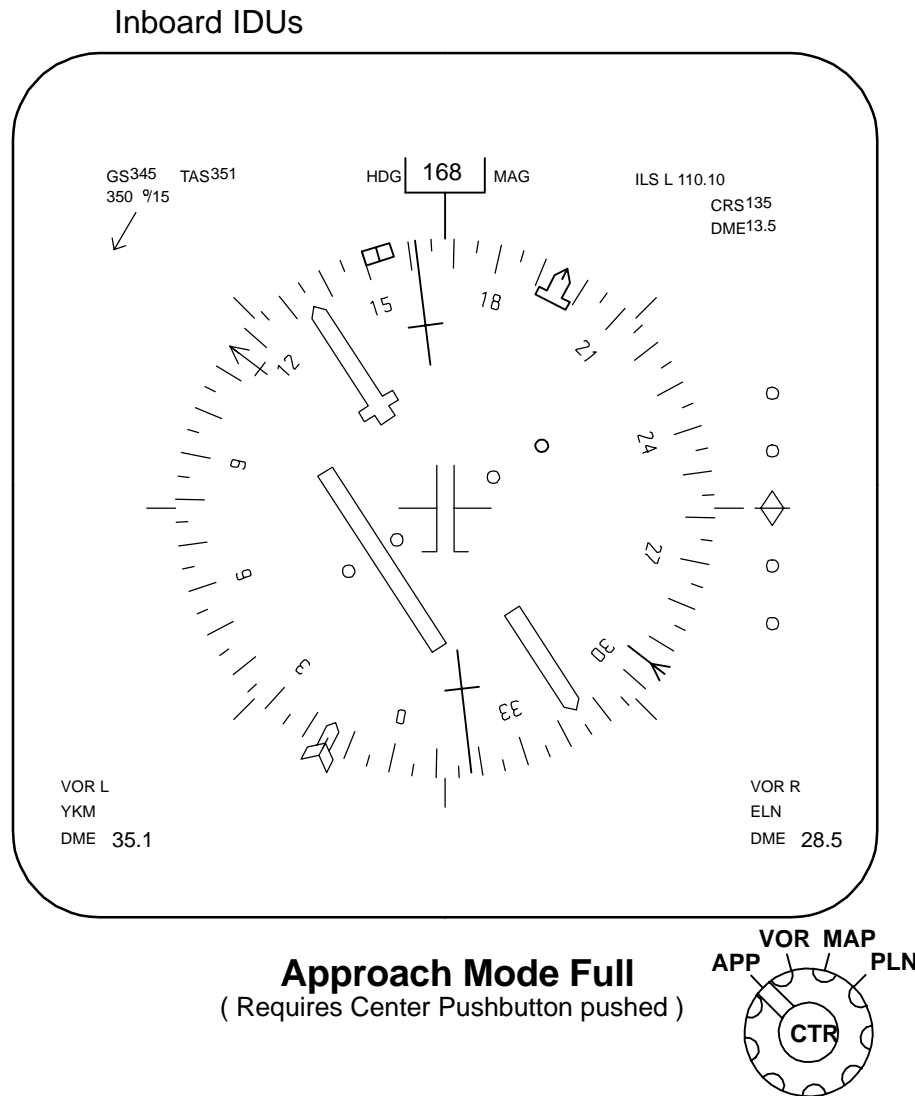 Inboard IDUs
GS345 TAS351
350 º/15
HDG 168 MAG
ILS L 110.10
CRS135
DME13.5
15
18
12
21
9
24
6
27
3
30
0
33
VOR L
YKM
DME 35.1
VOR R
ELN
DME 28.5
Approach Mode Full
( Requires Center Pushbutton pushed )
APP
VOR
MAP
PLN
CTR